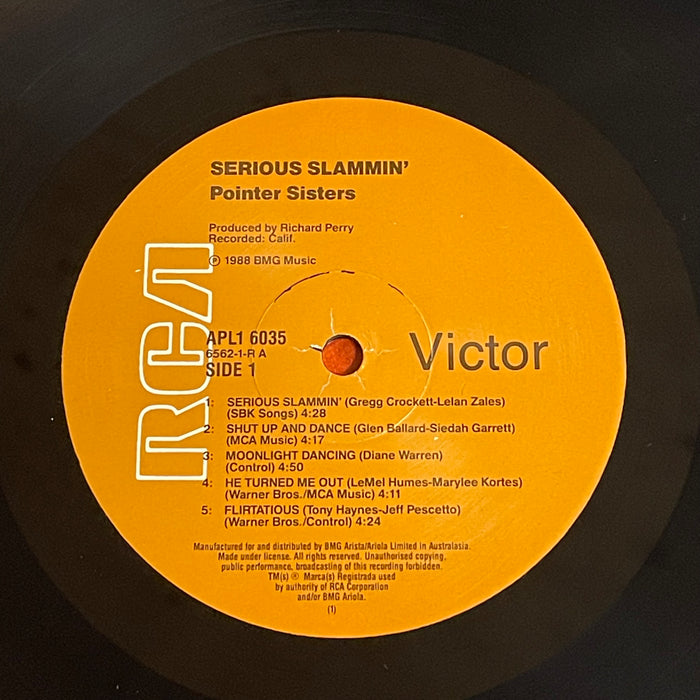 SERIOUS SLAMMIN'
Pointer Sisters
Produced by Richard Perry
Recorded: Calif.
℗ 1988 BMG Music
RCA
Victor
APL1 6035
6562-1-R A
SIDE 1
1: SERIOUS SLAMMIN' (Gregg Crockett-Lelan Zales)
(SBK Songs) 4:28
2: SHUT UP AND DANCE (Glen Ballard-Siedah Garrett)
(MCA Music) 4:17
3: MOONLIGHT DANCING (Diane Warren)
(Control) 4:50
4: HE TURNED ME OUT (LeMel Humes-Marylee Kortes)
(Warner Bros./MCA Music) 4:11
5: FLIRTATIOUS (Tony Haynes-Jeff Pescetto)
(Warner Bros./Control) 4:24
Manufactured for and distributed by BMG Arista/Ariola Limited in Australasia.
Made under license. All rights reserved. Unauthorised copying,
public performance, broadcasting of this recording forbidden.
TM(s) ® Marca(s) Registrada used
by authority of RCA Corporation
and/or BMG Ariola.
(1)